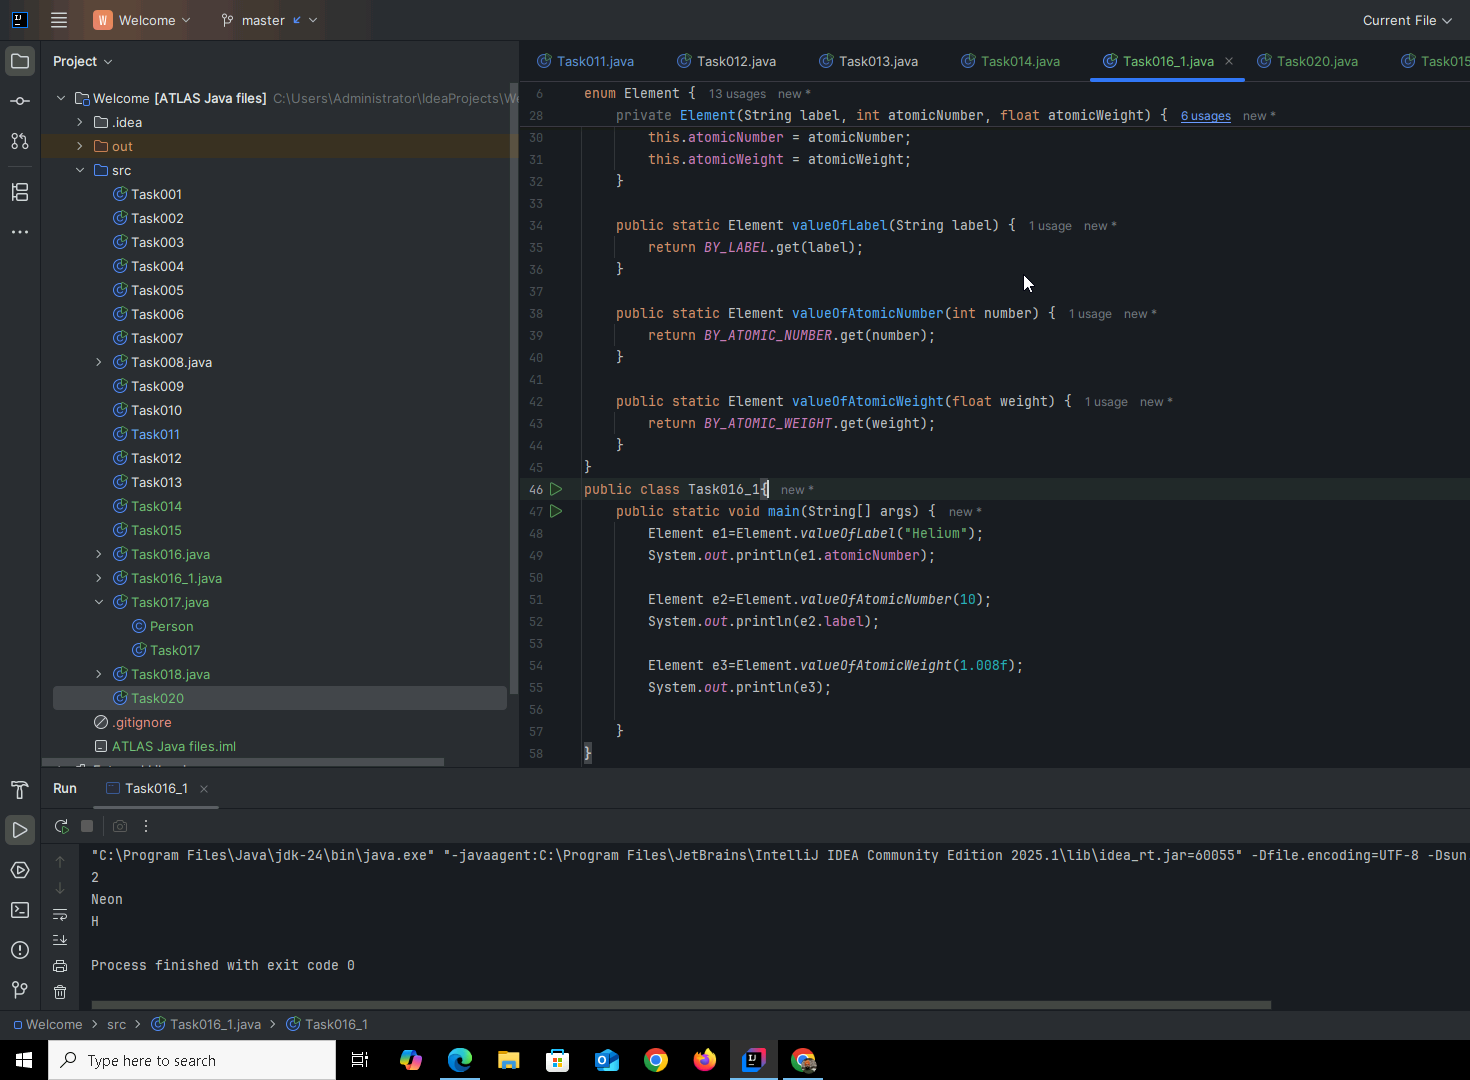 W Welcome master Current File
Project
Task011.java Task012.java Task013.java Task014.java Task016_1.java Task020.java Task015
Welcome [ATLAS Java files] C:\Users\Administrator\IdeaProjects\We
.idea
out
src
Task001
Task002
Task003
Task004
Task005
Task006
Task007
Task008.java
Task009
Task010
Task011
Task012
Task013
Task014
Task015
Task016.java
Task016_1.java
Task017.java
Person
Task017
Task018.java
Task020
.gitignore
ATLAS Java files.iml
6 enum Element { 13 usages new *
28 private Element(String label, int atomicNumber, float atomicWeight) { 6 usages new *
30 this.atomicNumber = atomicNumber;
31 this.atomicWeight = atomicWeight;
32 }
33
34 public static Element valueOfLabel(String label) { 1 usage new *
35 return BY_LABEL.get(label);
36 }
37
38 public static Element valueOfAtomicNumber(int number) { 1 usage new *
39 return BY_ATOMIC_NUMBER.get(number);
40 }
41
42 public static Element valueOfAtomicWeight(float weight) { 1 usage new *
43 return BY_ATOMIC_WEIGHT.get(weight);
44 }
45 }
46 public class Task016_1{ new *
47 public static void main(String[] args) { new *
48 Element e1=Element.valueOfLabel("Helium");
49 System.out.println(e1.atomicNumber);
50
51 Element e2=Element.valueOfAtomicNumber(10);
52 System.out.println(e2.label);
53
54 Element e3=Element.valueOfAtomicWeight(1.008f);
55 System.out.println(e3);
56
57 }
58 }
Run Task016_1
"C:\Program Files\Java\jdk-24\bin\java.exe" "-javaagent:C:\Program Files\JetBrains\IntelliJ IDEA Community Edition 2025.1\lib\idea_rt.jar=60055" -Dfile.encoding=UTF-8 -Dsun
2
Neon
H
Process finished with exit code 0
Welcome > src > Task016_1.java > Task016_1
Type here to search